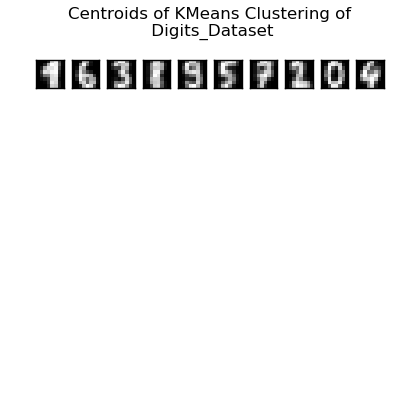 Centroids of KMeans Clustering of
Digits_Dataset